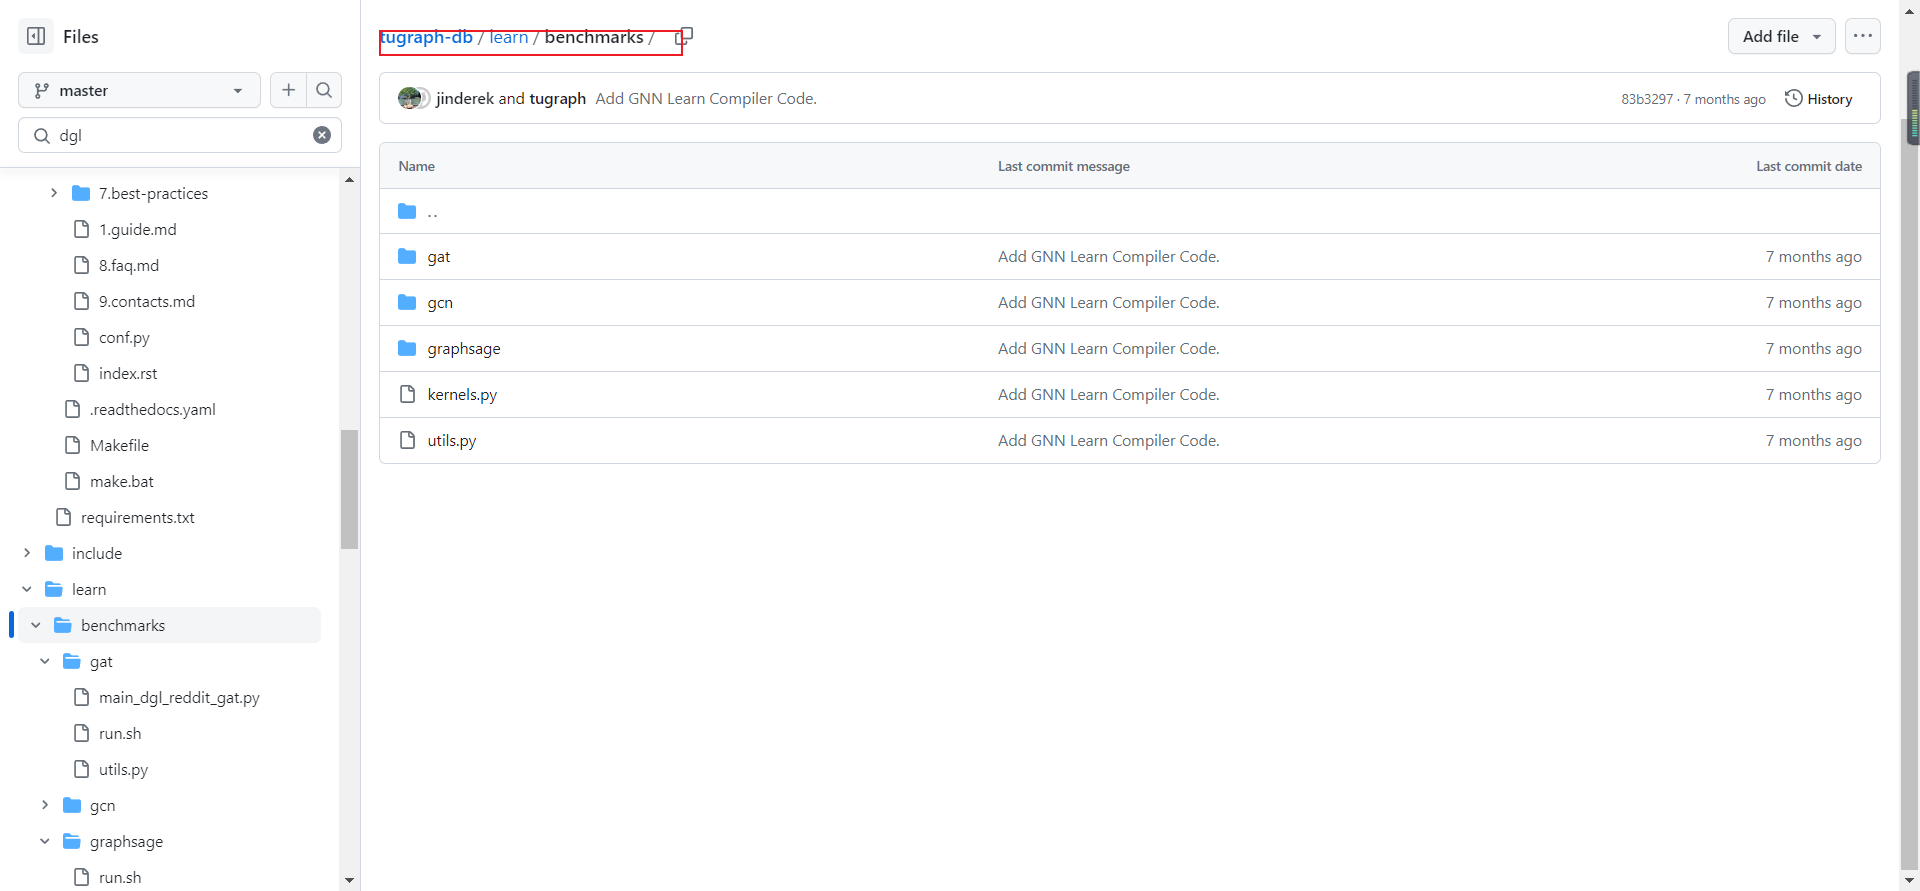 Files
master
dgl
7.best-practices
1.guide.md
8.faq.md
9.contacts.md
conf.py
index.rst
.readthedocs.yaml
Makefile
make.bat
requirements.txt
include
learn
benchmarks
gat
main_dgl_reddit_gat.py
run.sh
utils.py
gcn
graphsage
run.sh
tugraph-db / learn / benchmarks /
Add file
jinderek and tugraph Add GNN Learn Compiler Code. 83b3297 · 7 months ago History
Name Last commit message Last commit date
..
gat Add GNN Learn Compiler Code. 7 months ago
gcn Add GNN Learn Compiler Code. 7 months ago
graphsage Add GNN Learn Compiler Code. 7 months ago
kernels.py Add GNN Learn Compiler Code. 7 months ago
utils.py Add GNN Learn Compiler Code. 7 months ago